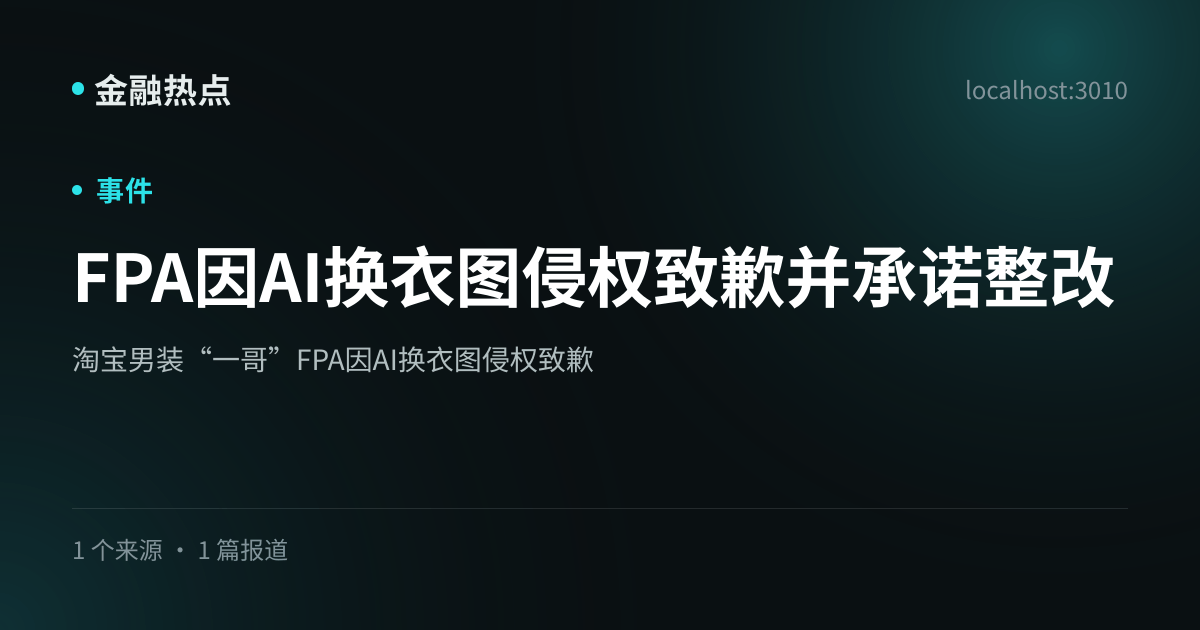 金融热点
localhost:3010
事件
FPA因AI换衣图侵权致歉并承诺整改
淘宝男装“一哥”FPA因AI换衣图侵权致歉
1 个来源 · 1 篇报道